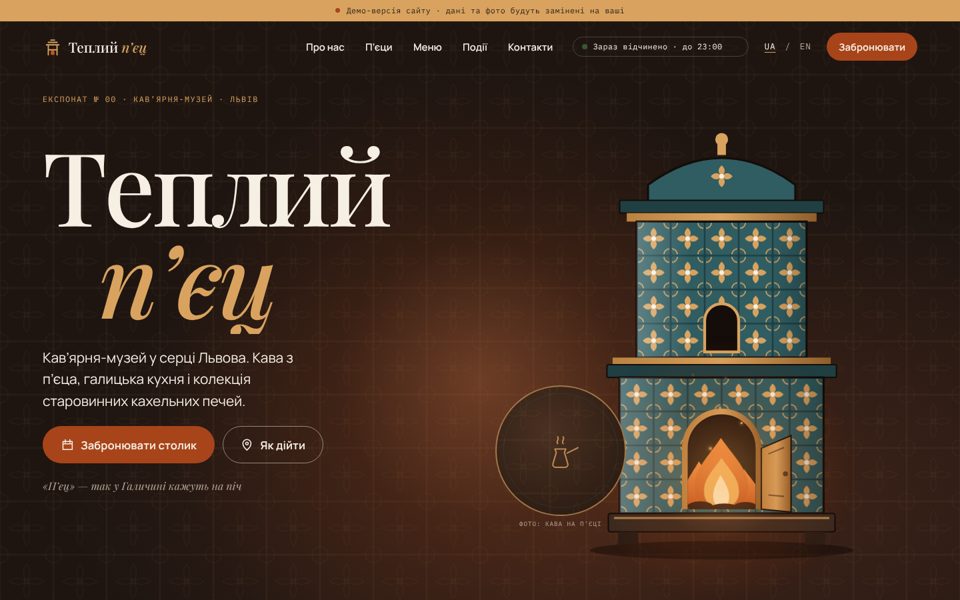 Демо-версія сайту · дані та фото будуть замінені на ваші
Теплий п'єц
Про нас
П'єци
Меню
Події
Контакти
Зараз відчинено · до 23:00
UA / EN
Забронювати
ЕКСПОНАТ № 00 · КАВ'ЯРНЯ-МУЗЕЙ · ЛЬВІВ
Теплий
п'єц
Кав'ярня-музей у серці Львова. Кава з
п'єца, галицька кухня і колекція
старовинних кахельних печей.
Забронювати столик
Як дійти
«П'єц» — так у Галичині кажуть на піч
ФОТО: КАВА НА П'ЄЦІ